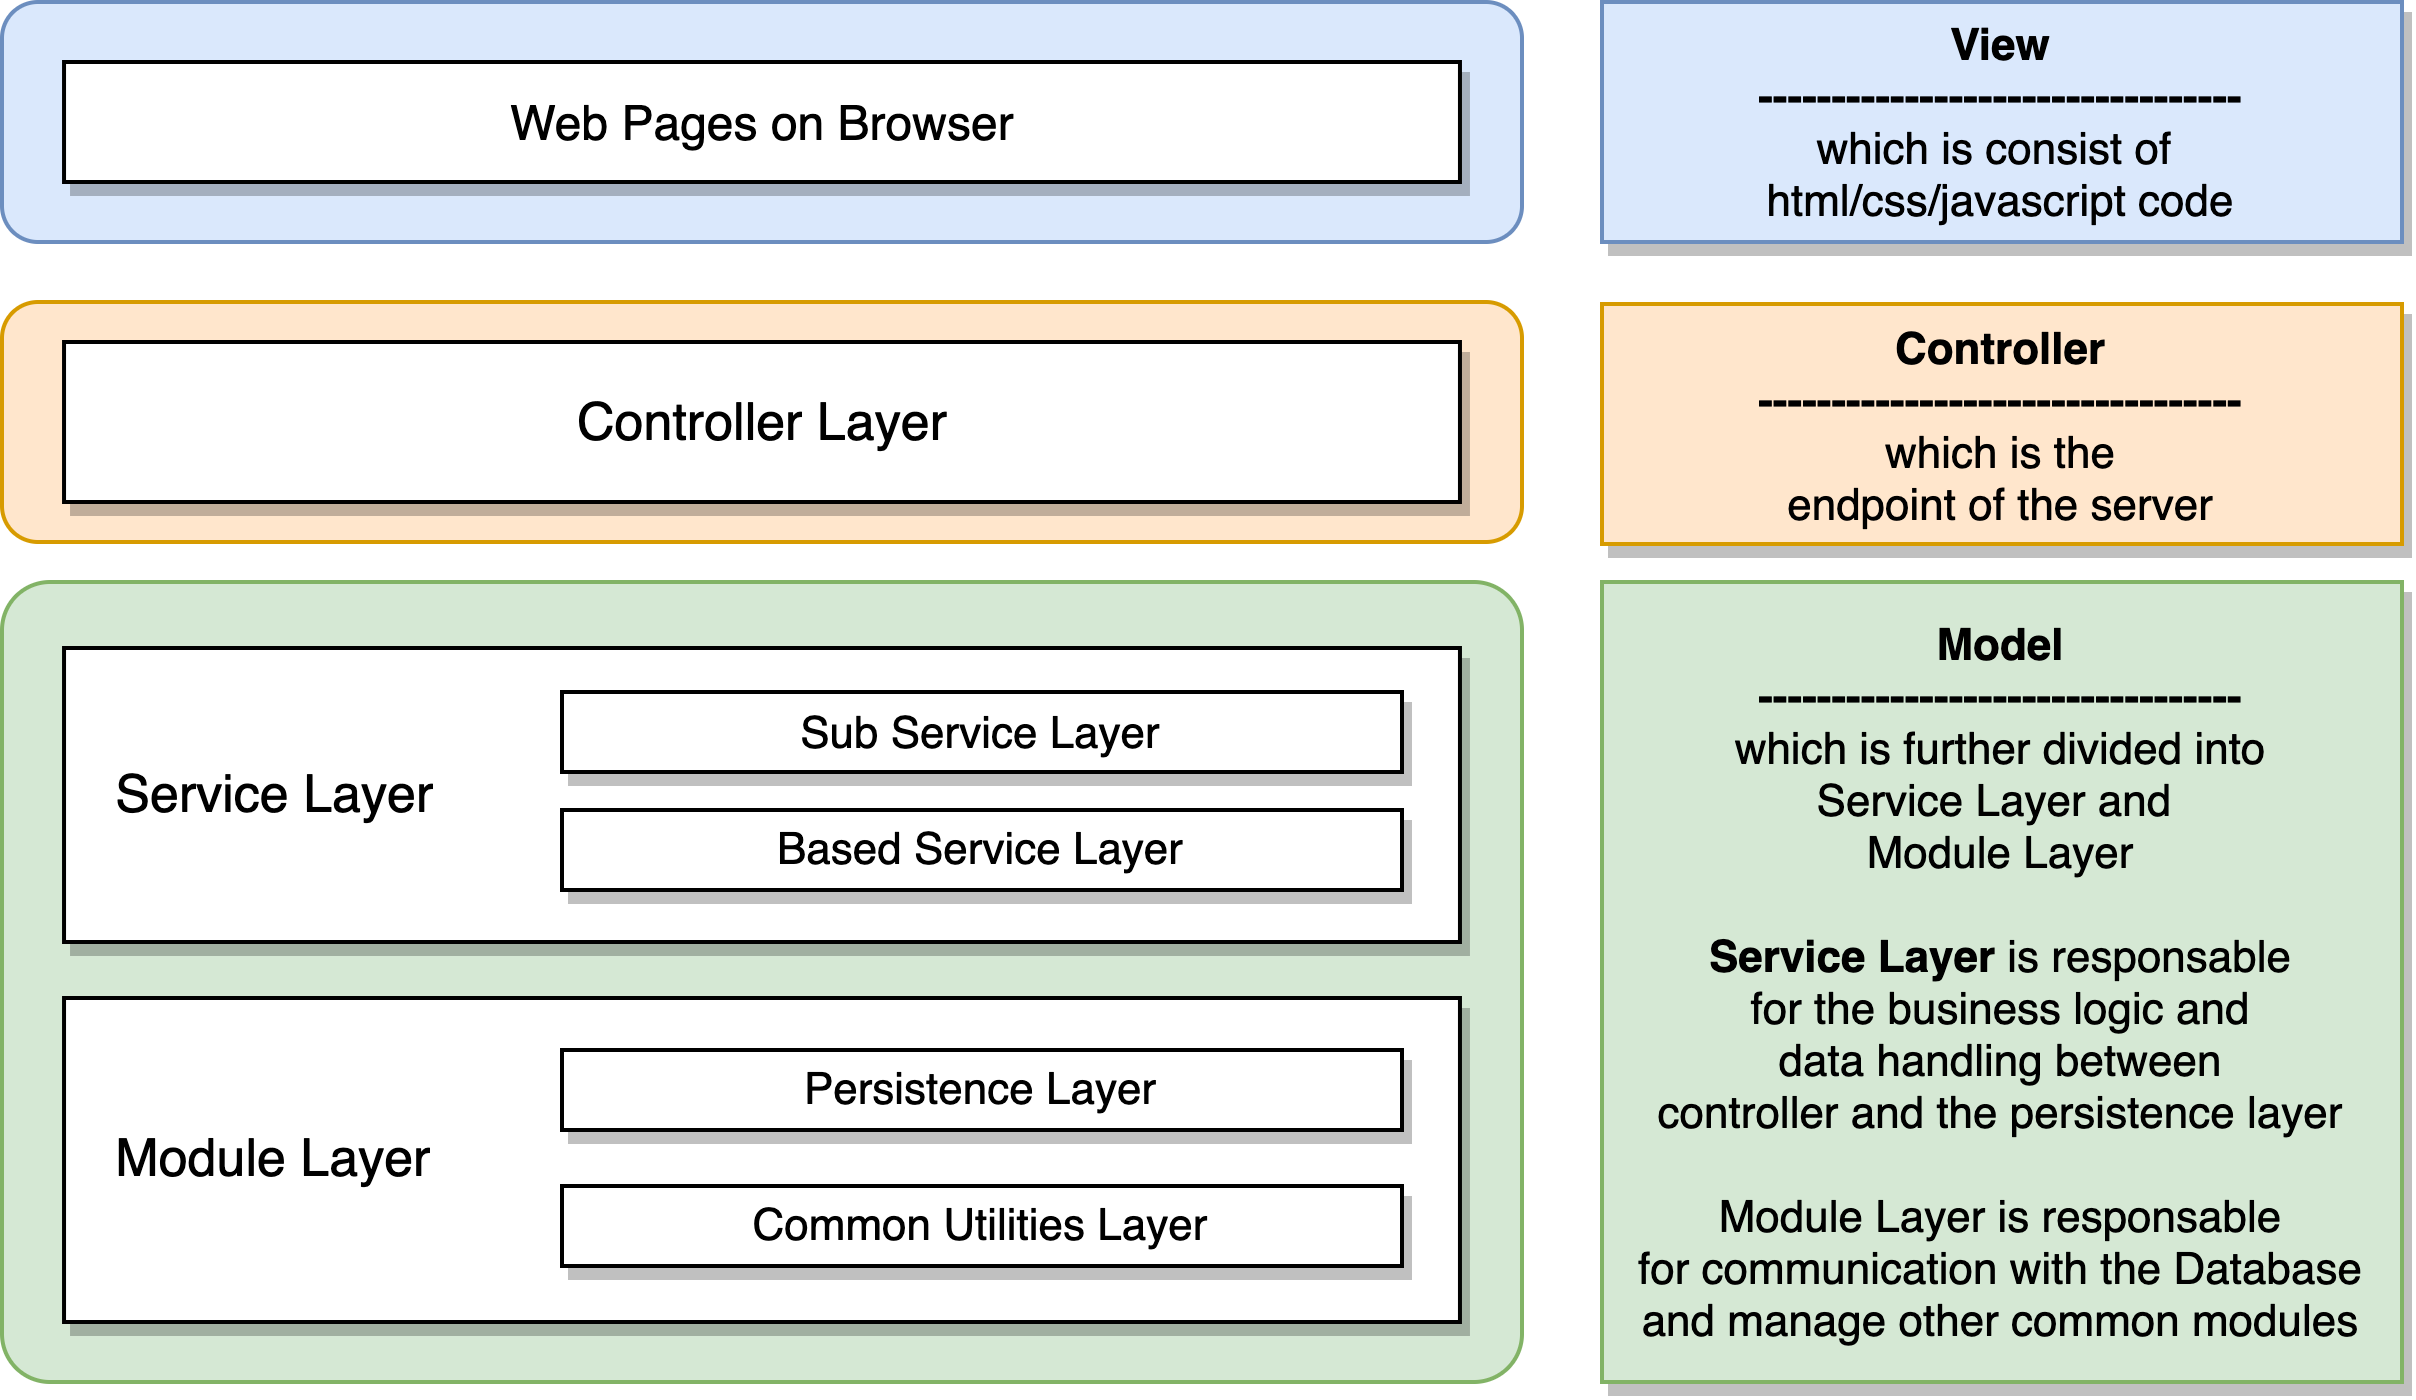 Web Pages on Browser
View
---------------------------------
which is consist of
html/css/javascript code
Controller Layer
Controller
---------------------------------
which is the
endpoint of the server
Service Layer
Sub Service Layer
Based Service Layer
Module Layer
Persistence Layer
Common Utilities Layer
Model
---------------------------------
which is further divided into
Service Layer and
Module Layer
Service Layer is responsable
for the business logic and
data handling between
controller and the persistence layer
Module Layer is responsable
for communication with the Database
and manage other common modules